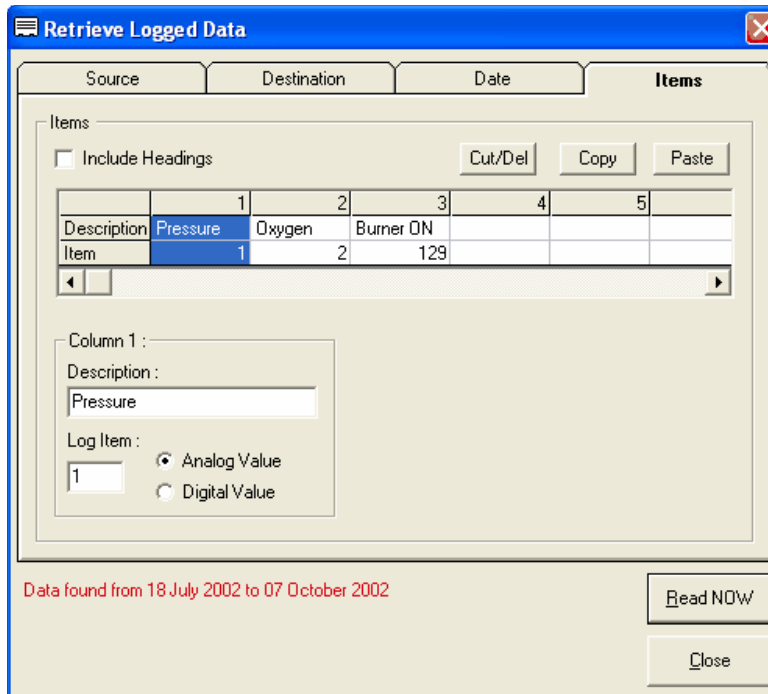 Retrieve Logged Data
Source Destination Date Items
Items
Include Headings Cut/Del Copy Paste
1 2 3 4 5
Description Pressure Oxygen Burner ON
Item 1 2 129
Column 1 :
Description :
Pressure
Log Item :
1 Analog Value
Digital Value
Data found from 18 July 2002 to 07 October 2002
Read NOW
Close